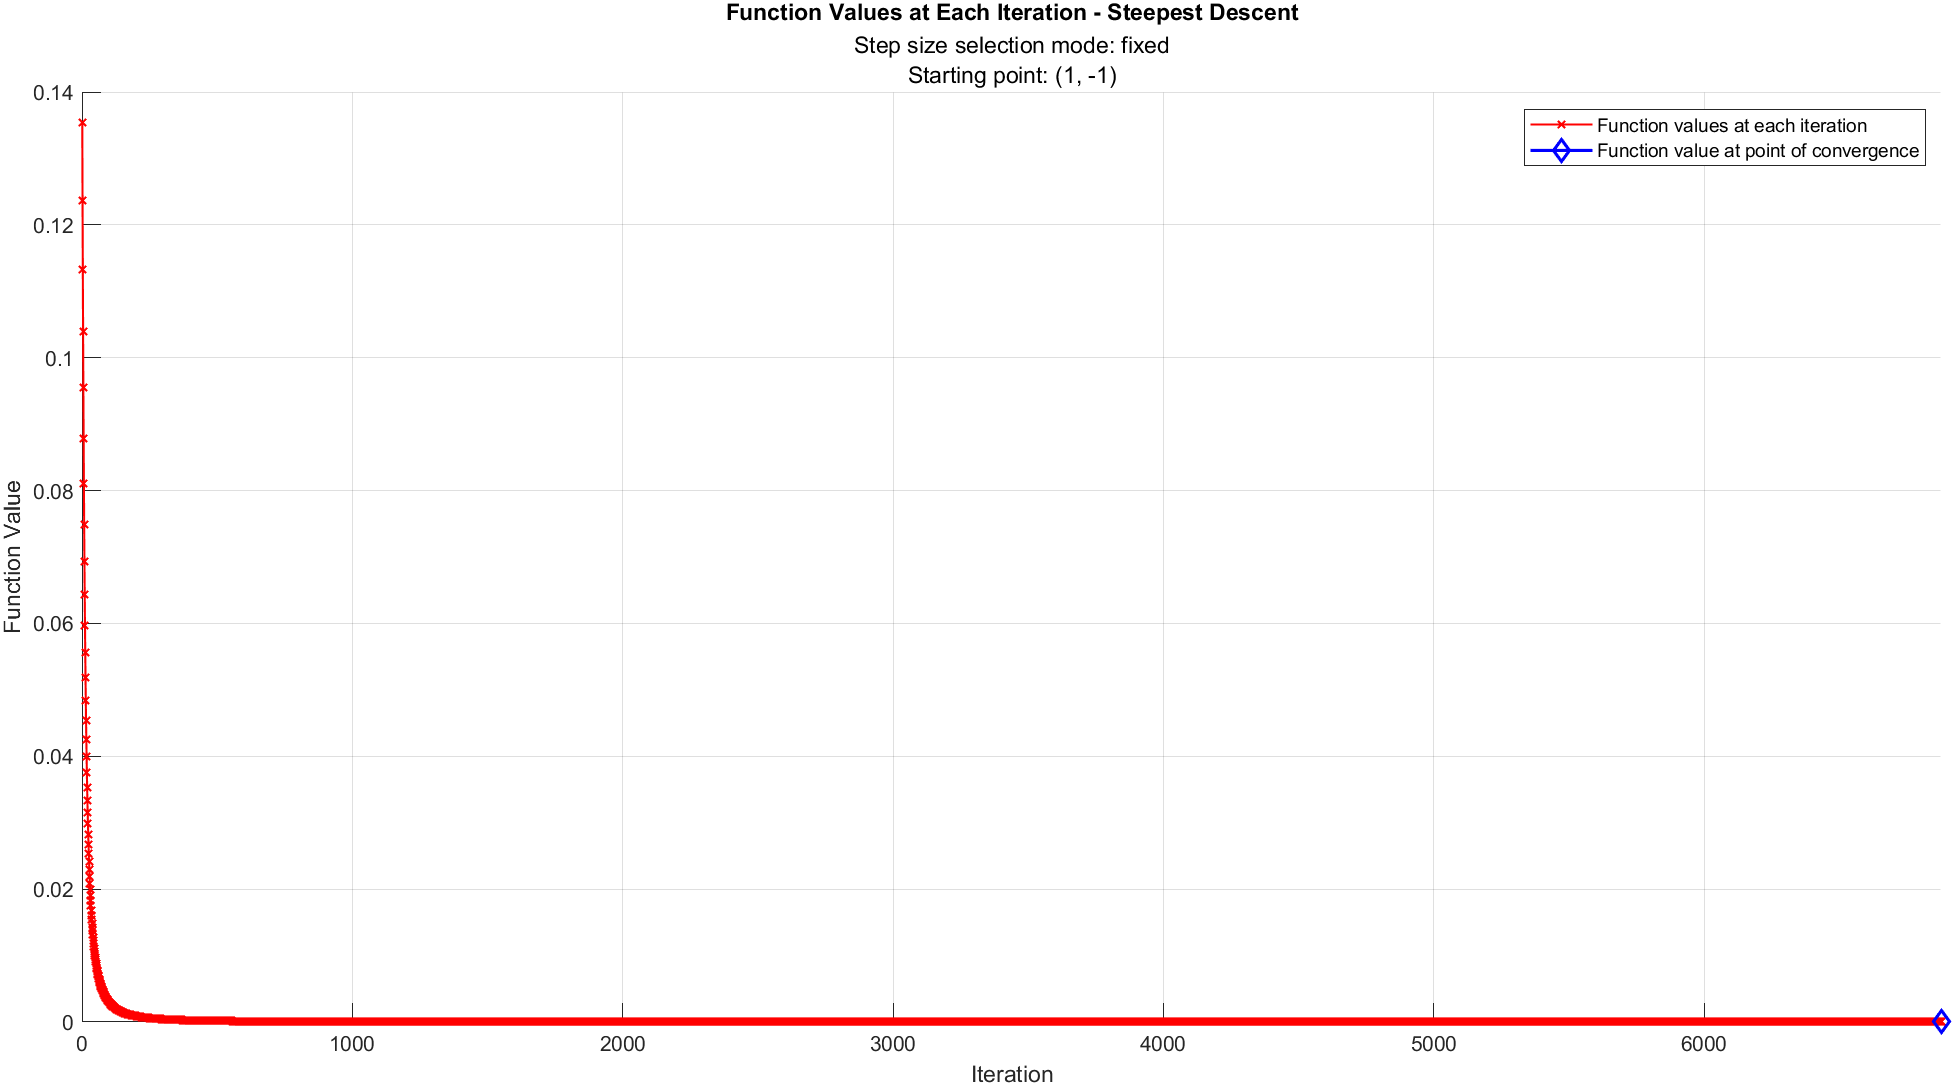 Function Values at Each Iteration - Steepest Descent
Step size selection mode: fixed
Starting point: (1, -1)
Function values at each iteration
Function value at point of convergence
0.14
0.12
0.1
0.08
0.06
0.04
0.02
0
Function Value
0 1000 2000 3000 4000 5000 6000
Iteration